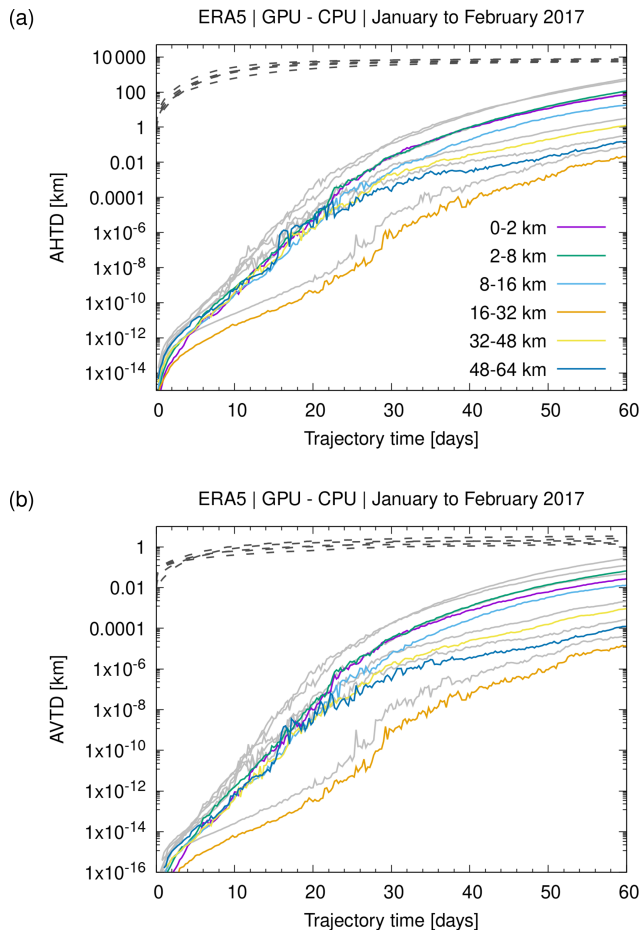 (a)
ERA5 | GPU - CPU | January to February 2017
AHTD [km]
10 000
100
1
0.01
0.0001
1x10-6
1x10-8
1x10-10
1x10-12
1x10-14
0-2 km
2-8 km
8-16 km
16-32 km
32-48 km
48-64 km
0 10 20 30 40 50 60
Trajectory time [days]
(b)
ERA5 | GPU - CPU | January to February 2017
AVTD [km]
1
0.01
0.0001
1x10-6
1x10-8
1x10-10
1x10-12
1x10-14
1x10-16
0 10 20 30 40 50 60
Trajectory time [days]